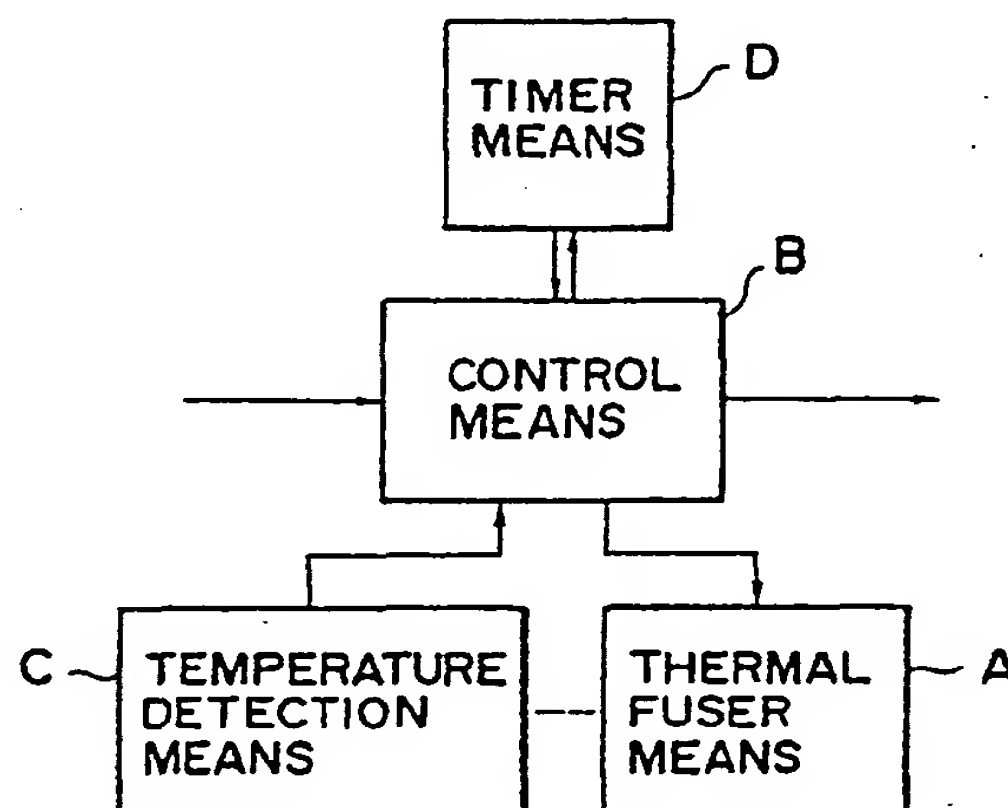 TIMER
MEANS
D
B
CONTROL
MEANS
C
TEMPERATURE
DETECTION
MEANS
THERMAL
FUSER
MEANS
A